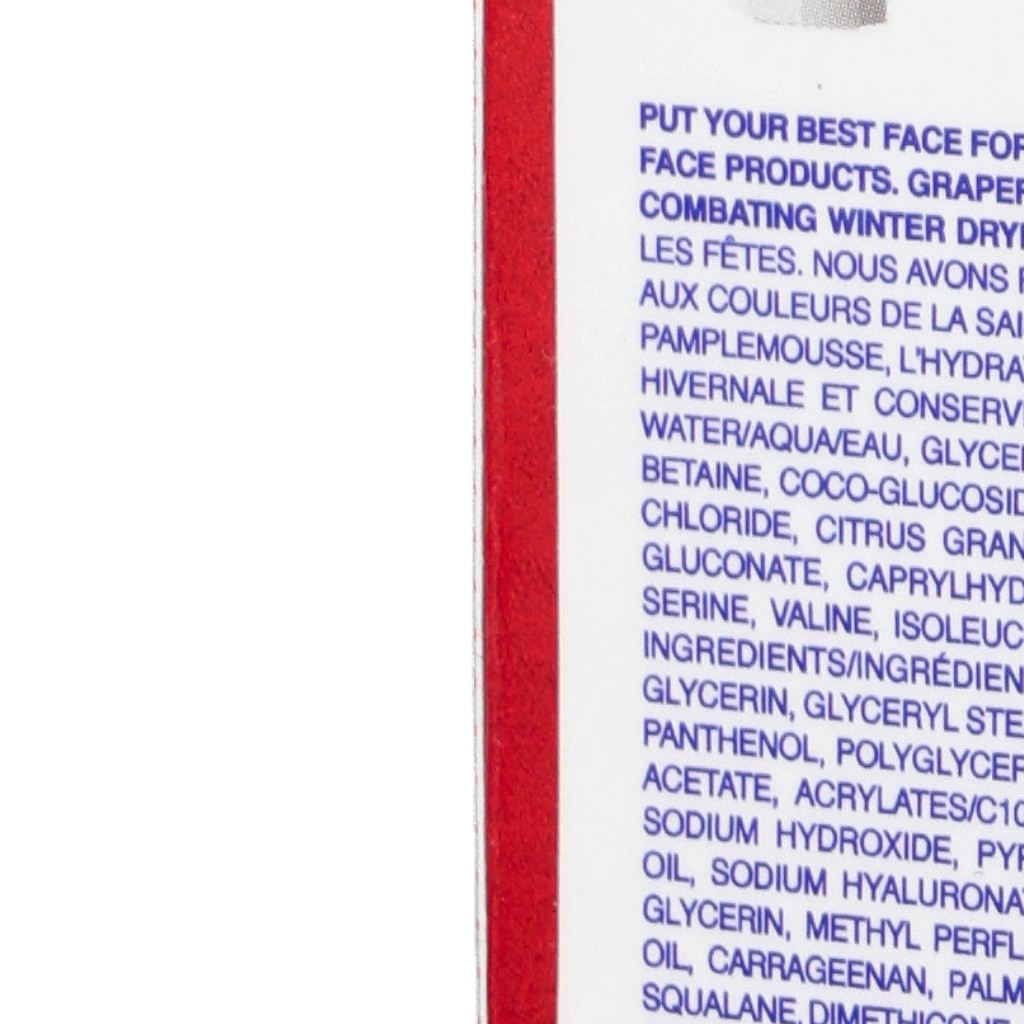 PUT YOUR BEST FACE FOR
FACE PRODUCTS. GRAPEF
COMBATING WINTER DRY
LES FÊTES. NOUS AVONS
AUX COULEURS DE LA SAI
PAMPLEMOUSSE, L'HYDRA
HIVERNALE ET CONSERV
WATER/AQUA/EAU, GLYCE
BETAINE, COCO-GLUCOSID
CHLORIDE, CITRUS GRAN
GLUCONATE, CAPRYLHYD
SERINE, VALINE, ISOLEUC
INGREDIENTS/INGRÉDIEN
GLYCERIN, GLYCERYL STE
PANTHENOL, POLYGLYCER
ACETATE, ACRYLATES/C10
SODIUM HYDROXIDE, PYR
OIL, SODIUM HYALURONA
GLYCERIN, METHYL PERFL
OIL, CARRAGEENAN, PALM
SQUALANE, DIMETHICONE